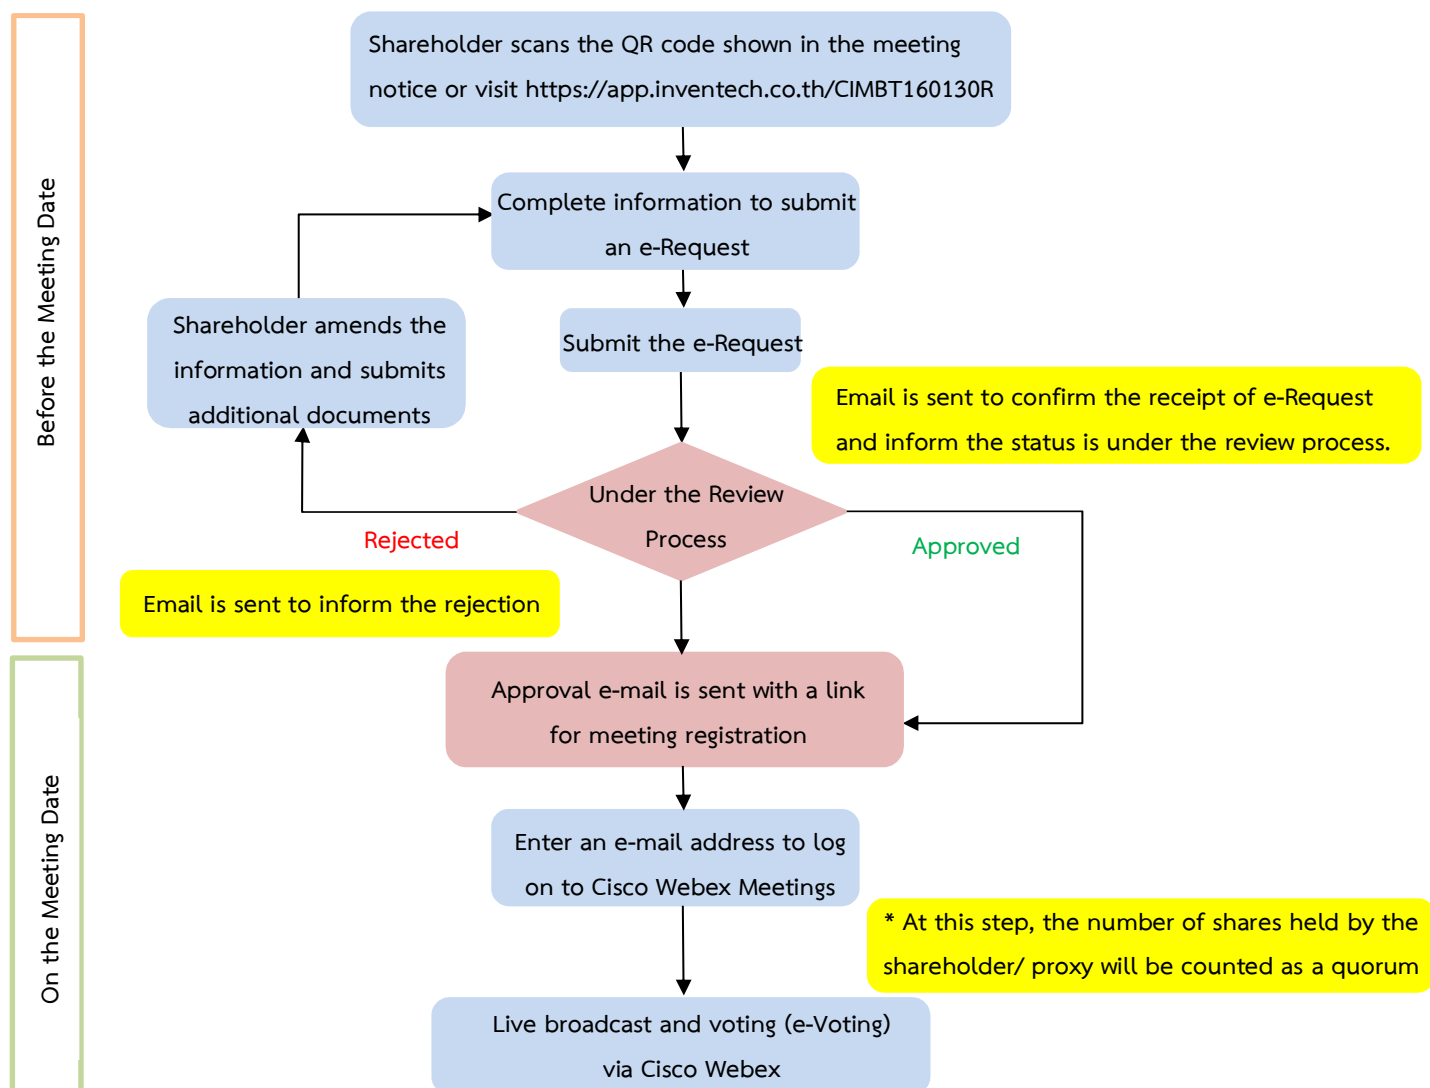 Shareholder scans the QR code shown in the meeting
notice or visit https://app.inventech.co.th/CIMBT160130R
Before the Meeting Date
Complete information to submit
an e-Request
Shareholder amends the
information and submits
additional documents
Submit the e-Request
Email is sent to confirm the receipt of e-Request
and inform the status is under the review process.
Under the Review
Process
Rejected
Approved
Email is sent to inform the rejection
On the Meeting Date
Approval e-mail is sent with a link
for meeting registration
Enter an e-mail address to log
on to Cisco Webex Meetings
* At this step, the number of shares held by the
shareholder/ proxy will be counted as a quorum
Live broadcast and voting (e-Voting)
via Cisco Webex